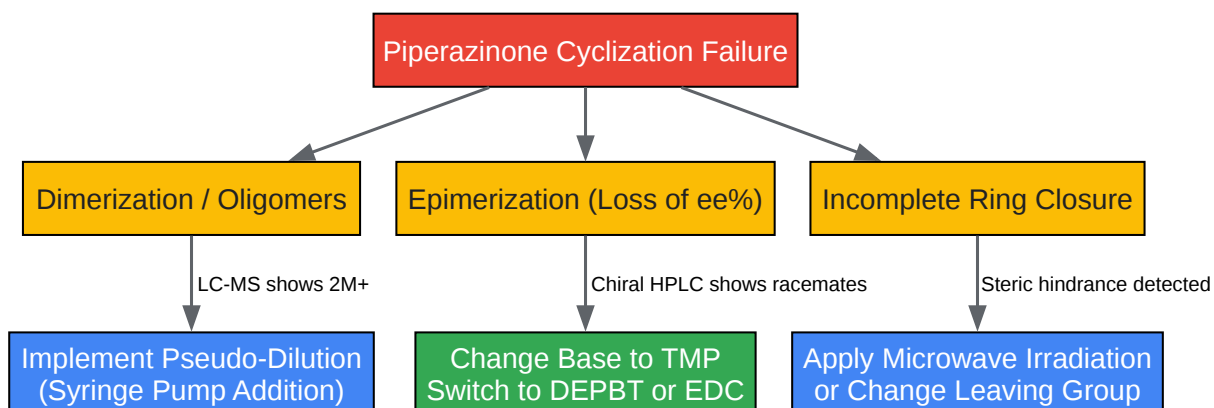 Piperazinone Cyclization Failure
Dimerization / Oligomers
Epimerization (Loss of ee%)
Incomplete Ring Closure
LC-MS shows 2M+
Chiral HPLC shows racemates
Steric hindrance detected
Implement Pseudo-Dilution
(Syringe Pump Addition)
Change Base to TMP
Switch to DEPBT or EDC
Apply Microwave Irradiation
or Change Leaving Group